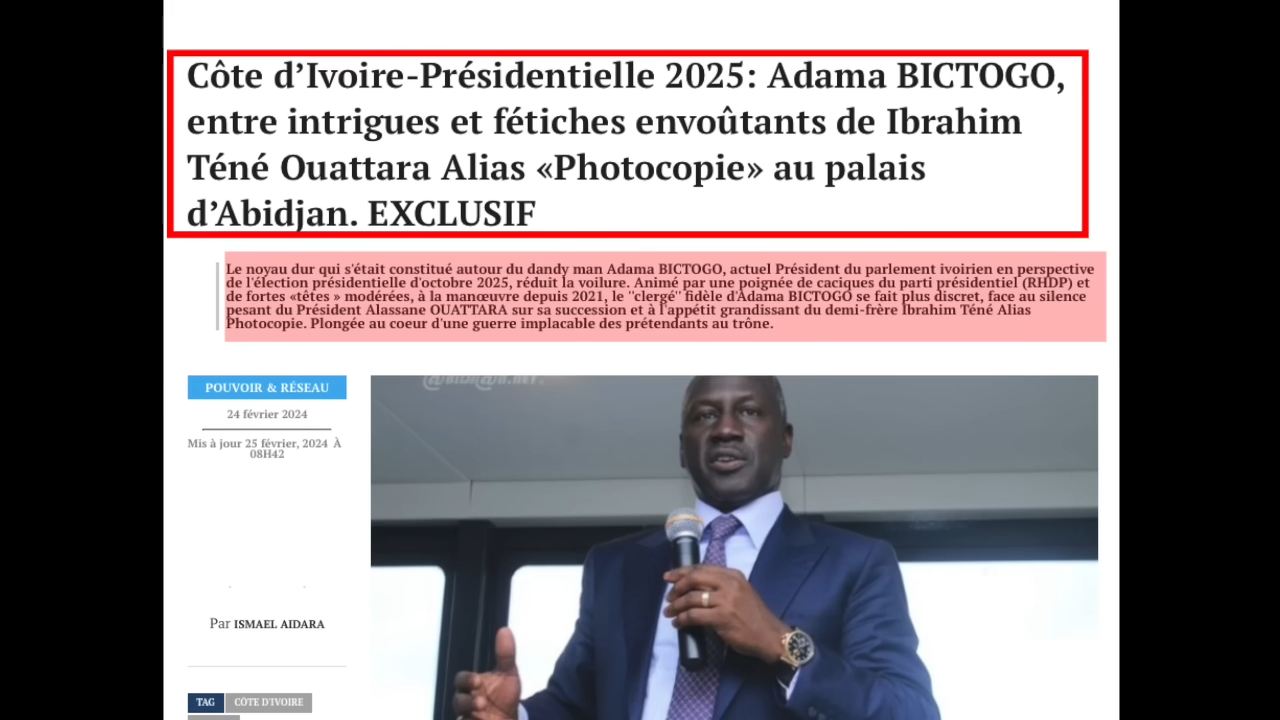 Côte d’Ivoire-Présidentielle 2025: Adama BICTOGO,
entre intrigues et fétiches envoûtants de Ibrahim
Téné Ouattara Alias «Photocopie» au palais
d’Abidjan. EXCLUSIF
Le noyau dur qui s'était constitué autour du dandy man Adama BICTOGO, actuel Président du parlement ivoirien en perspective
de l'élection présidentielle d'octobre 2025, réduit la voilure. Animé par une poignée de caciques du parti présidentiel (RHDP) et
de fortes «têtes » modérées, à la manœuvre depuis 2021, le ''clergé'' fidèle d'Adama BICTOGO se fait plus discret, face au silence
pesant du Président Alassane OUATTARA sur sa succession et à l'appétit grandissant du demi-frère Ibrahim Téné Alias
Photocopie. Plongée au coeur d'une guerre implacable des prétendants au trône.
POUVOIR & RÉSEAU
24 février 2024
Mis à jour 25 février, 2024 À
08H42
Par ISMAEL AIDARA
TAG CÔTE D'IVOIRE